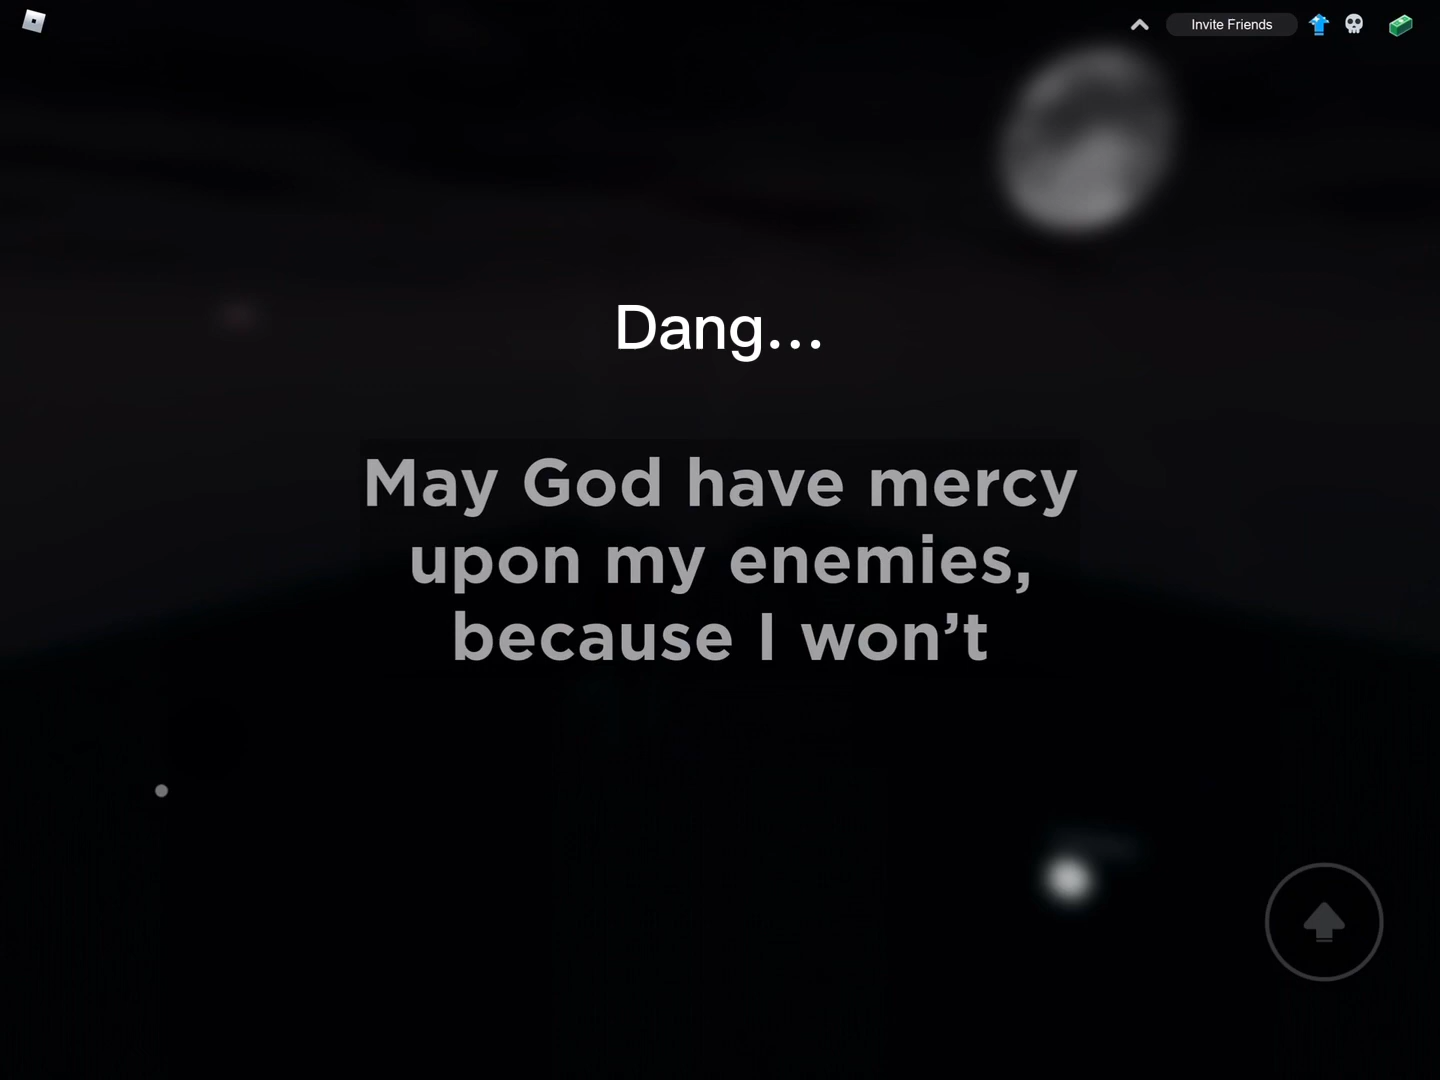 Invite Friends
Dang...
May God have mercy
upon my enemies,
because I won’t